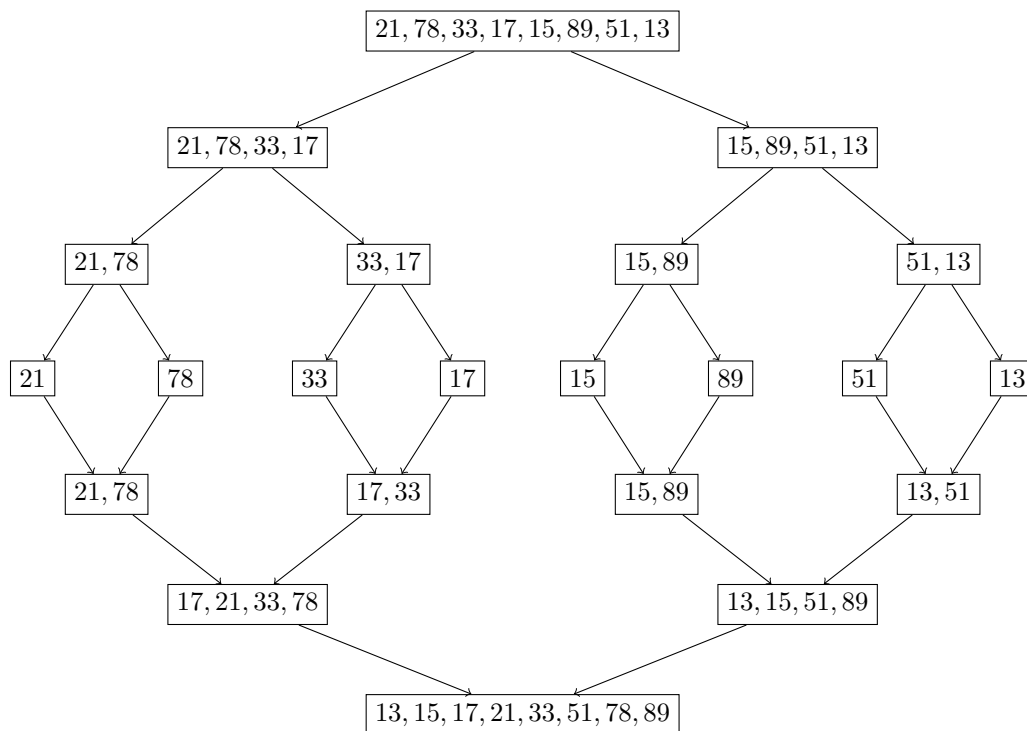 21, 78, 33, 17, 15, 89, 51, 13
21, 78, 33, 17
15, 89, 51, 13
21, 78
33, 17
15, 89
51, 13
21
78
33
17
15
89
51
13
21, 78
17, 33
15, 89
13, 51
17, 21, 33, 78
13, 15, 51, 89
13, 15, 17, 21, 33, 51, 78, 89